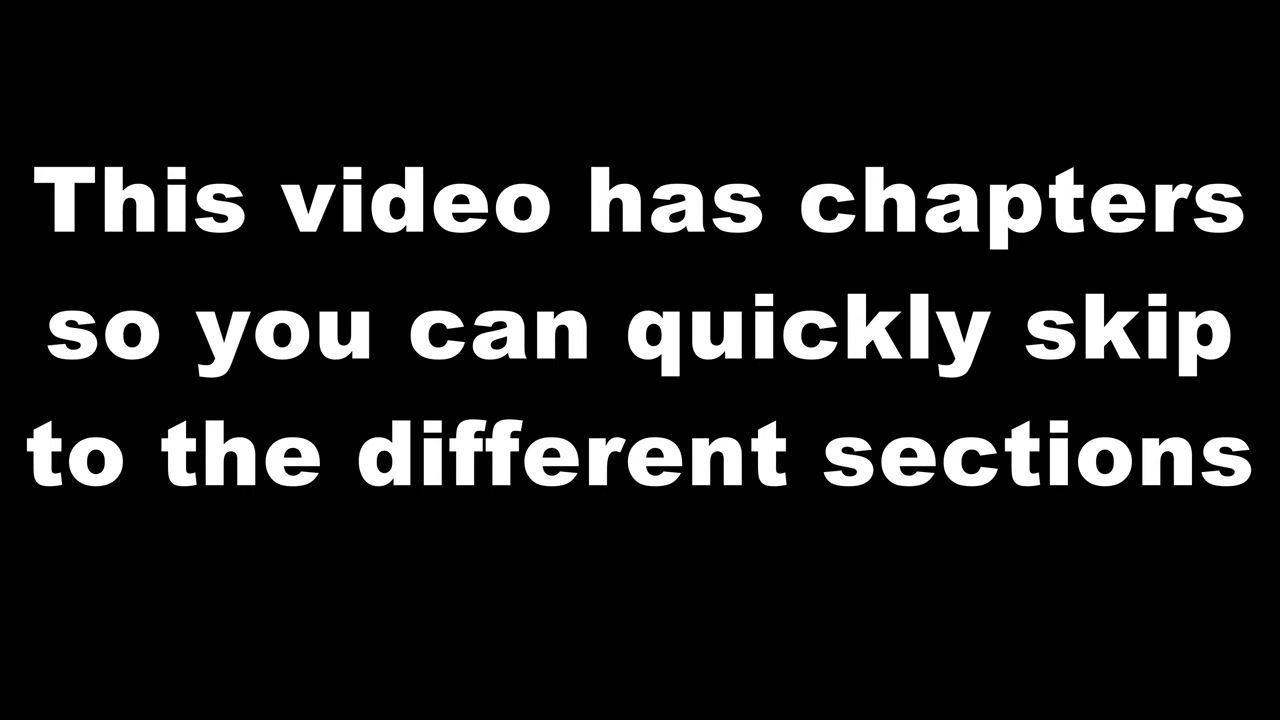 This video has chapters
so you can quickly skip
to the different sections